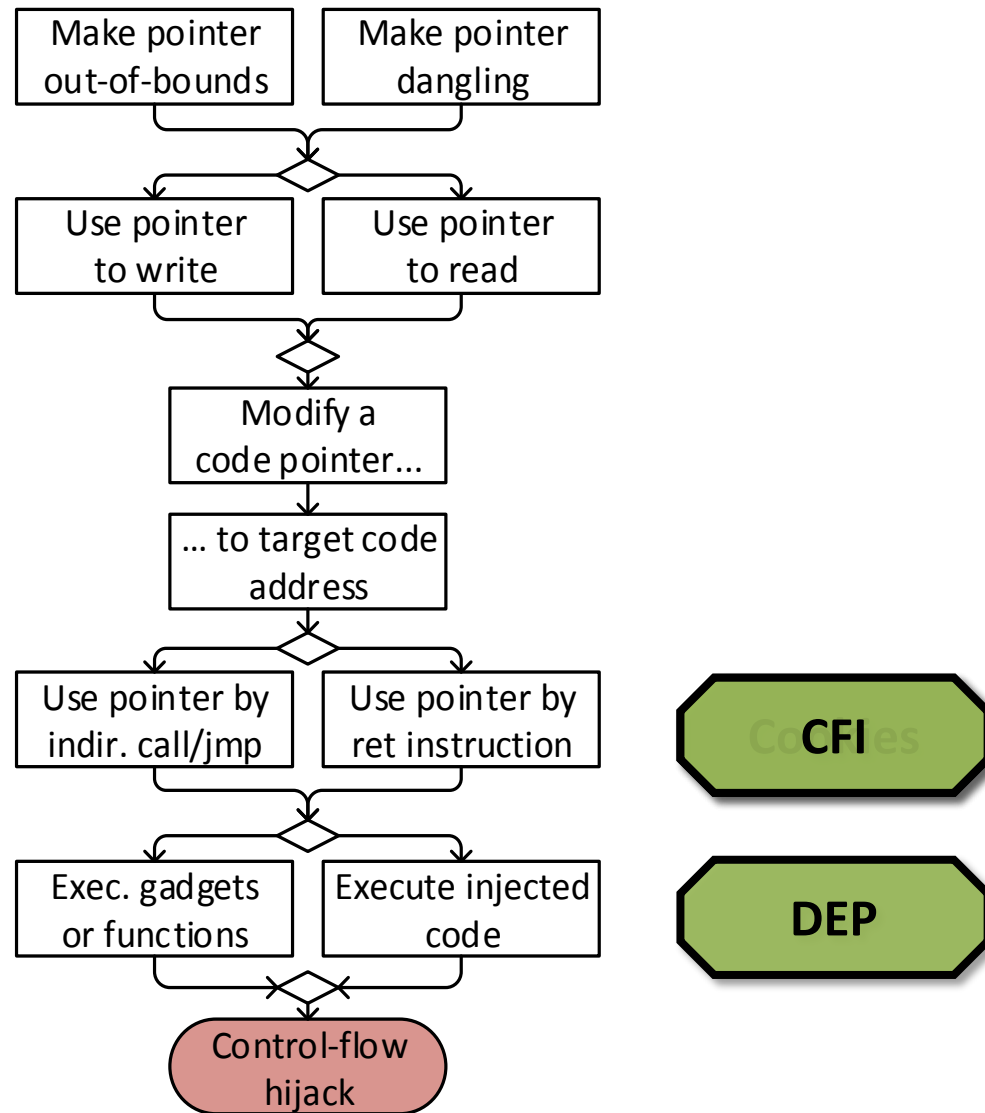 Make pointer
out-of-bounds
Make pointer
dangling
Use pointer
to write
Use pointer
to read
Modify a
code pointer...
... to target code
address
Use pointer by
indir. call/jmp
Use pointer by
ret instruction
Cookies
CFI
Exec. gadgets
or functions
Execute injected
code
DEP
Control-flow
hijack